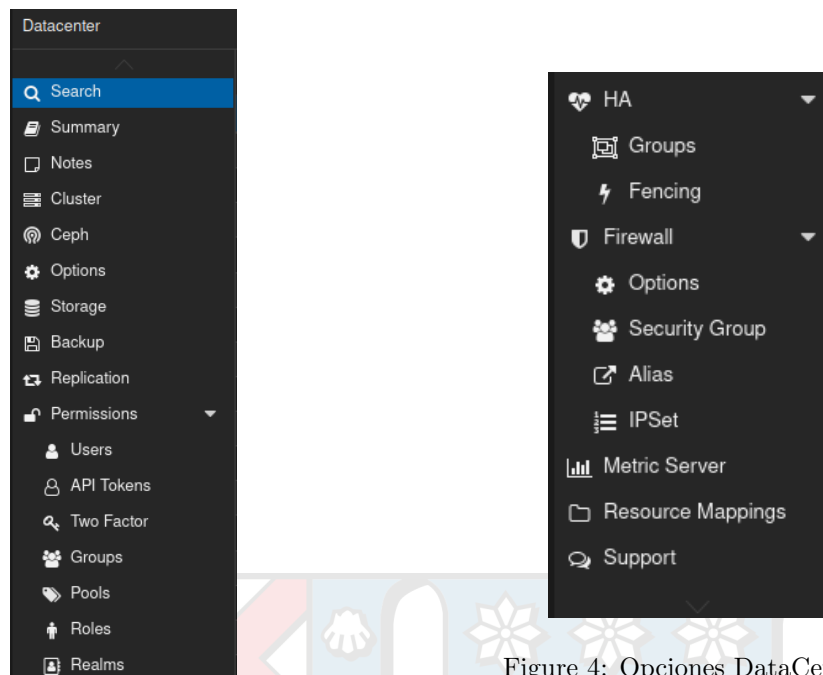 Datacenter
Search
Summary
Notes
Cluster
Ceph
Options
Storage
Backup
Replication
Permissions
Users
API Tokens
Two Factor
Groups
Pools
Roles
Realms
HA
Groups
Fencing
Firewall
Options
Security Group
Alias
IPSet
Metric Server
Resource Mappings
Support
Figure 4: Opciones DataCe